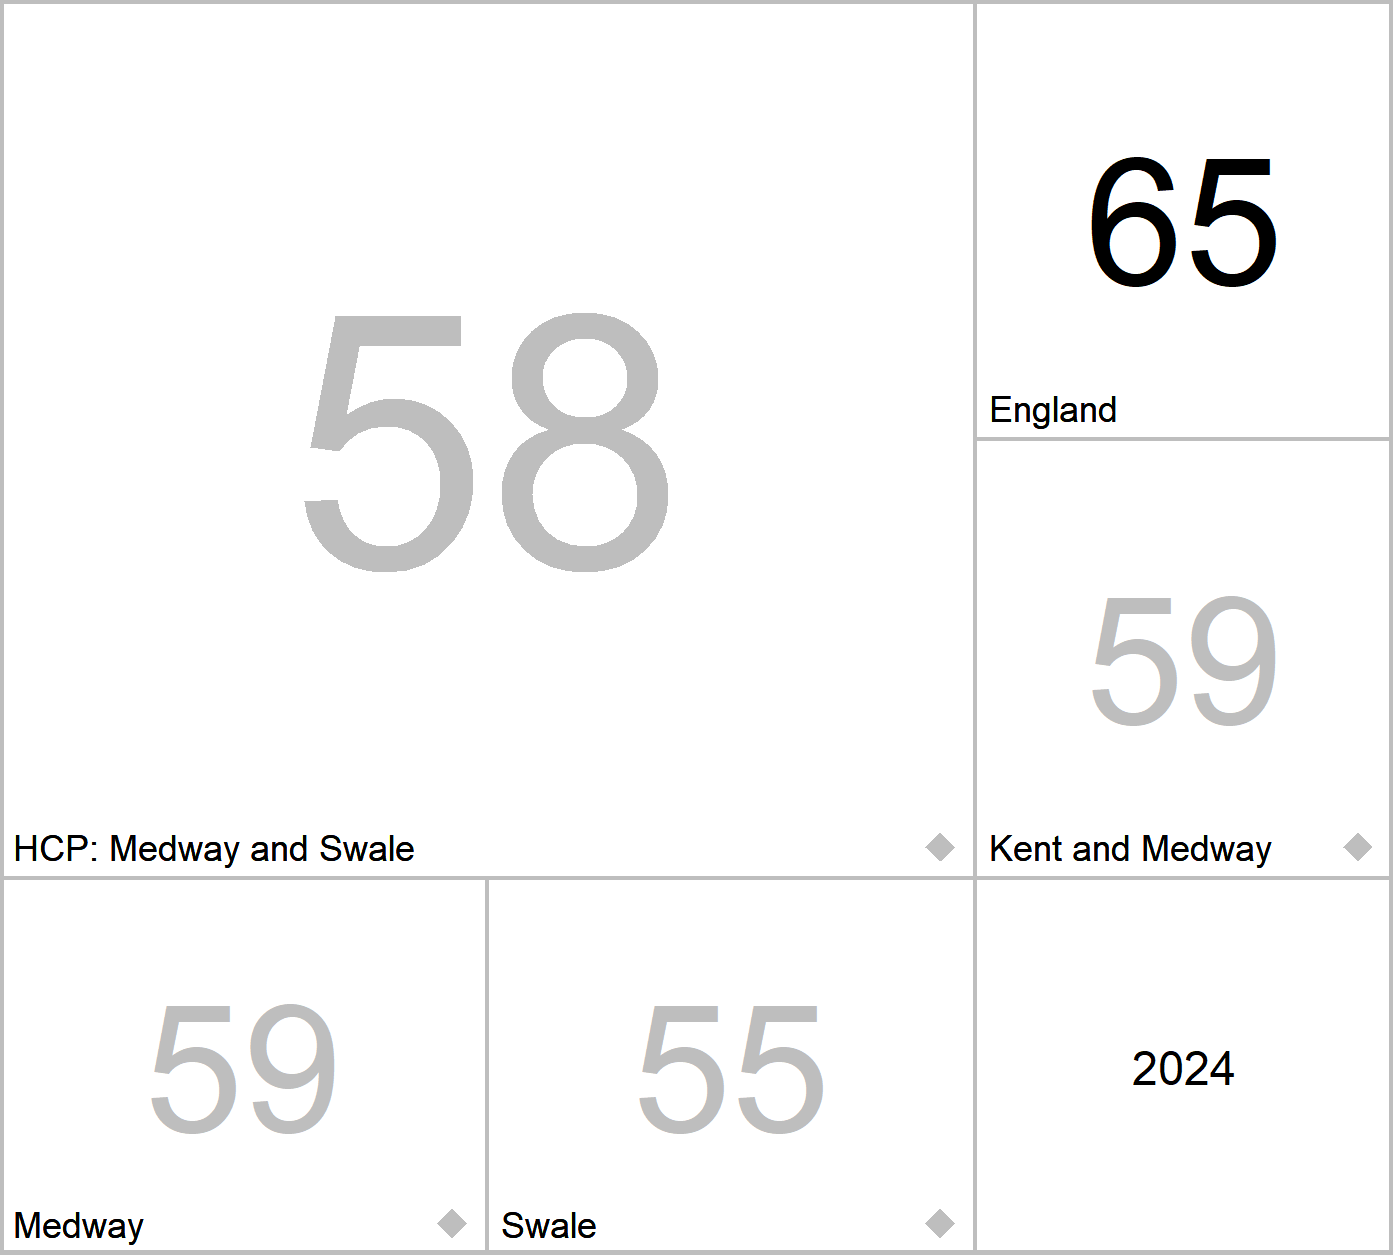 58
HCP: Medway and Swale
65
England
59
Kent and Medway
59
Medway
55
Swale
2024